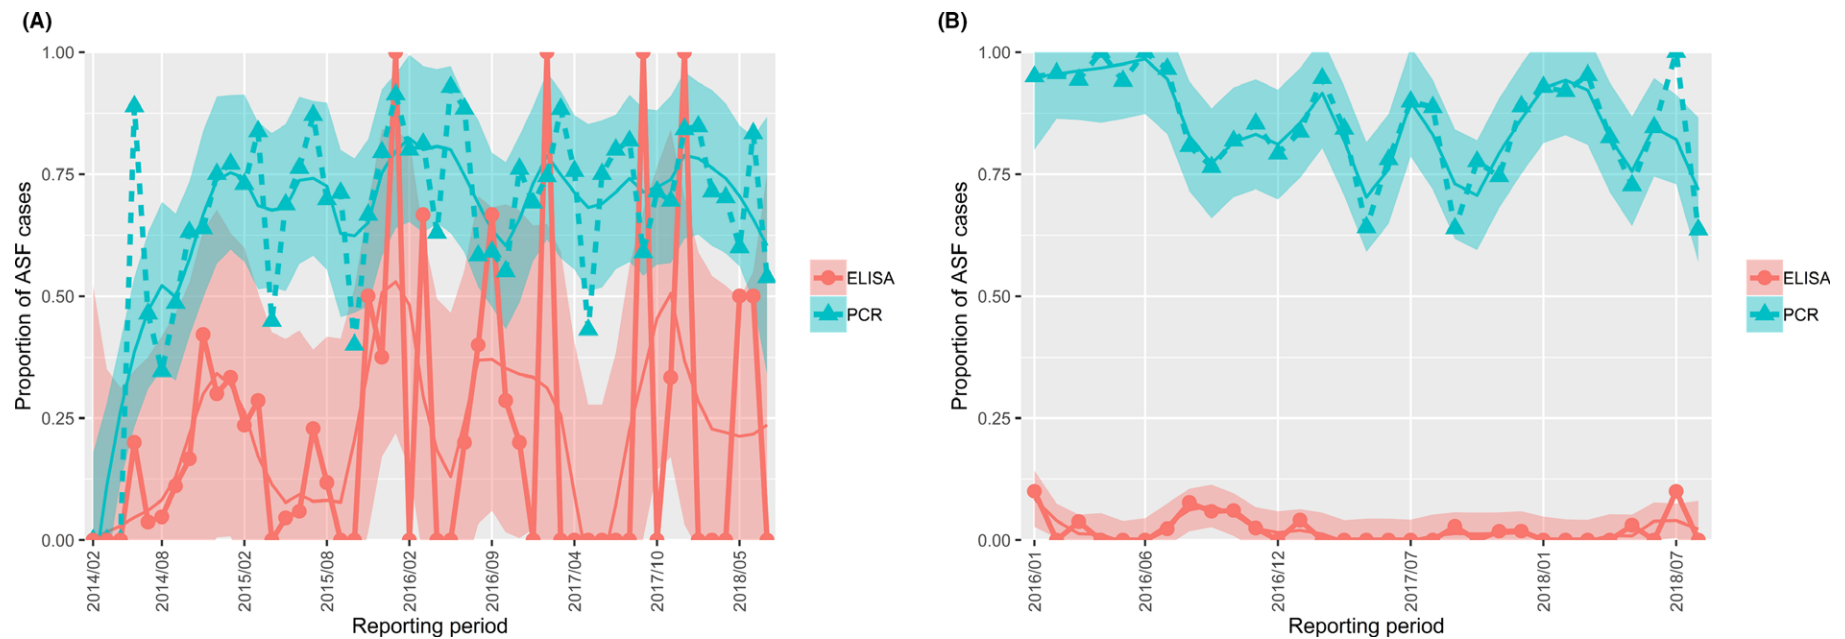 (A)
Proportion of ASF cases
1.00
0.75
0.50
0.25
0.00
2014/02
2014/08
2015/02
2015/08
2016/02
2016/09
2017/04
2017/10
2018/05
Reporting period
ELISA
PCR
(B)
Proportion of ASF cases
1.00
0.75
0.50
0.25
0.00
2016/01
2016/06
2016/12
2017/07
2018/01
2018/07
Reporting period
ELISA
PCR